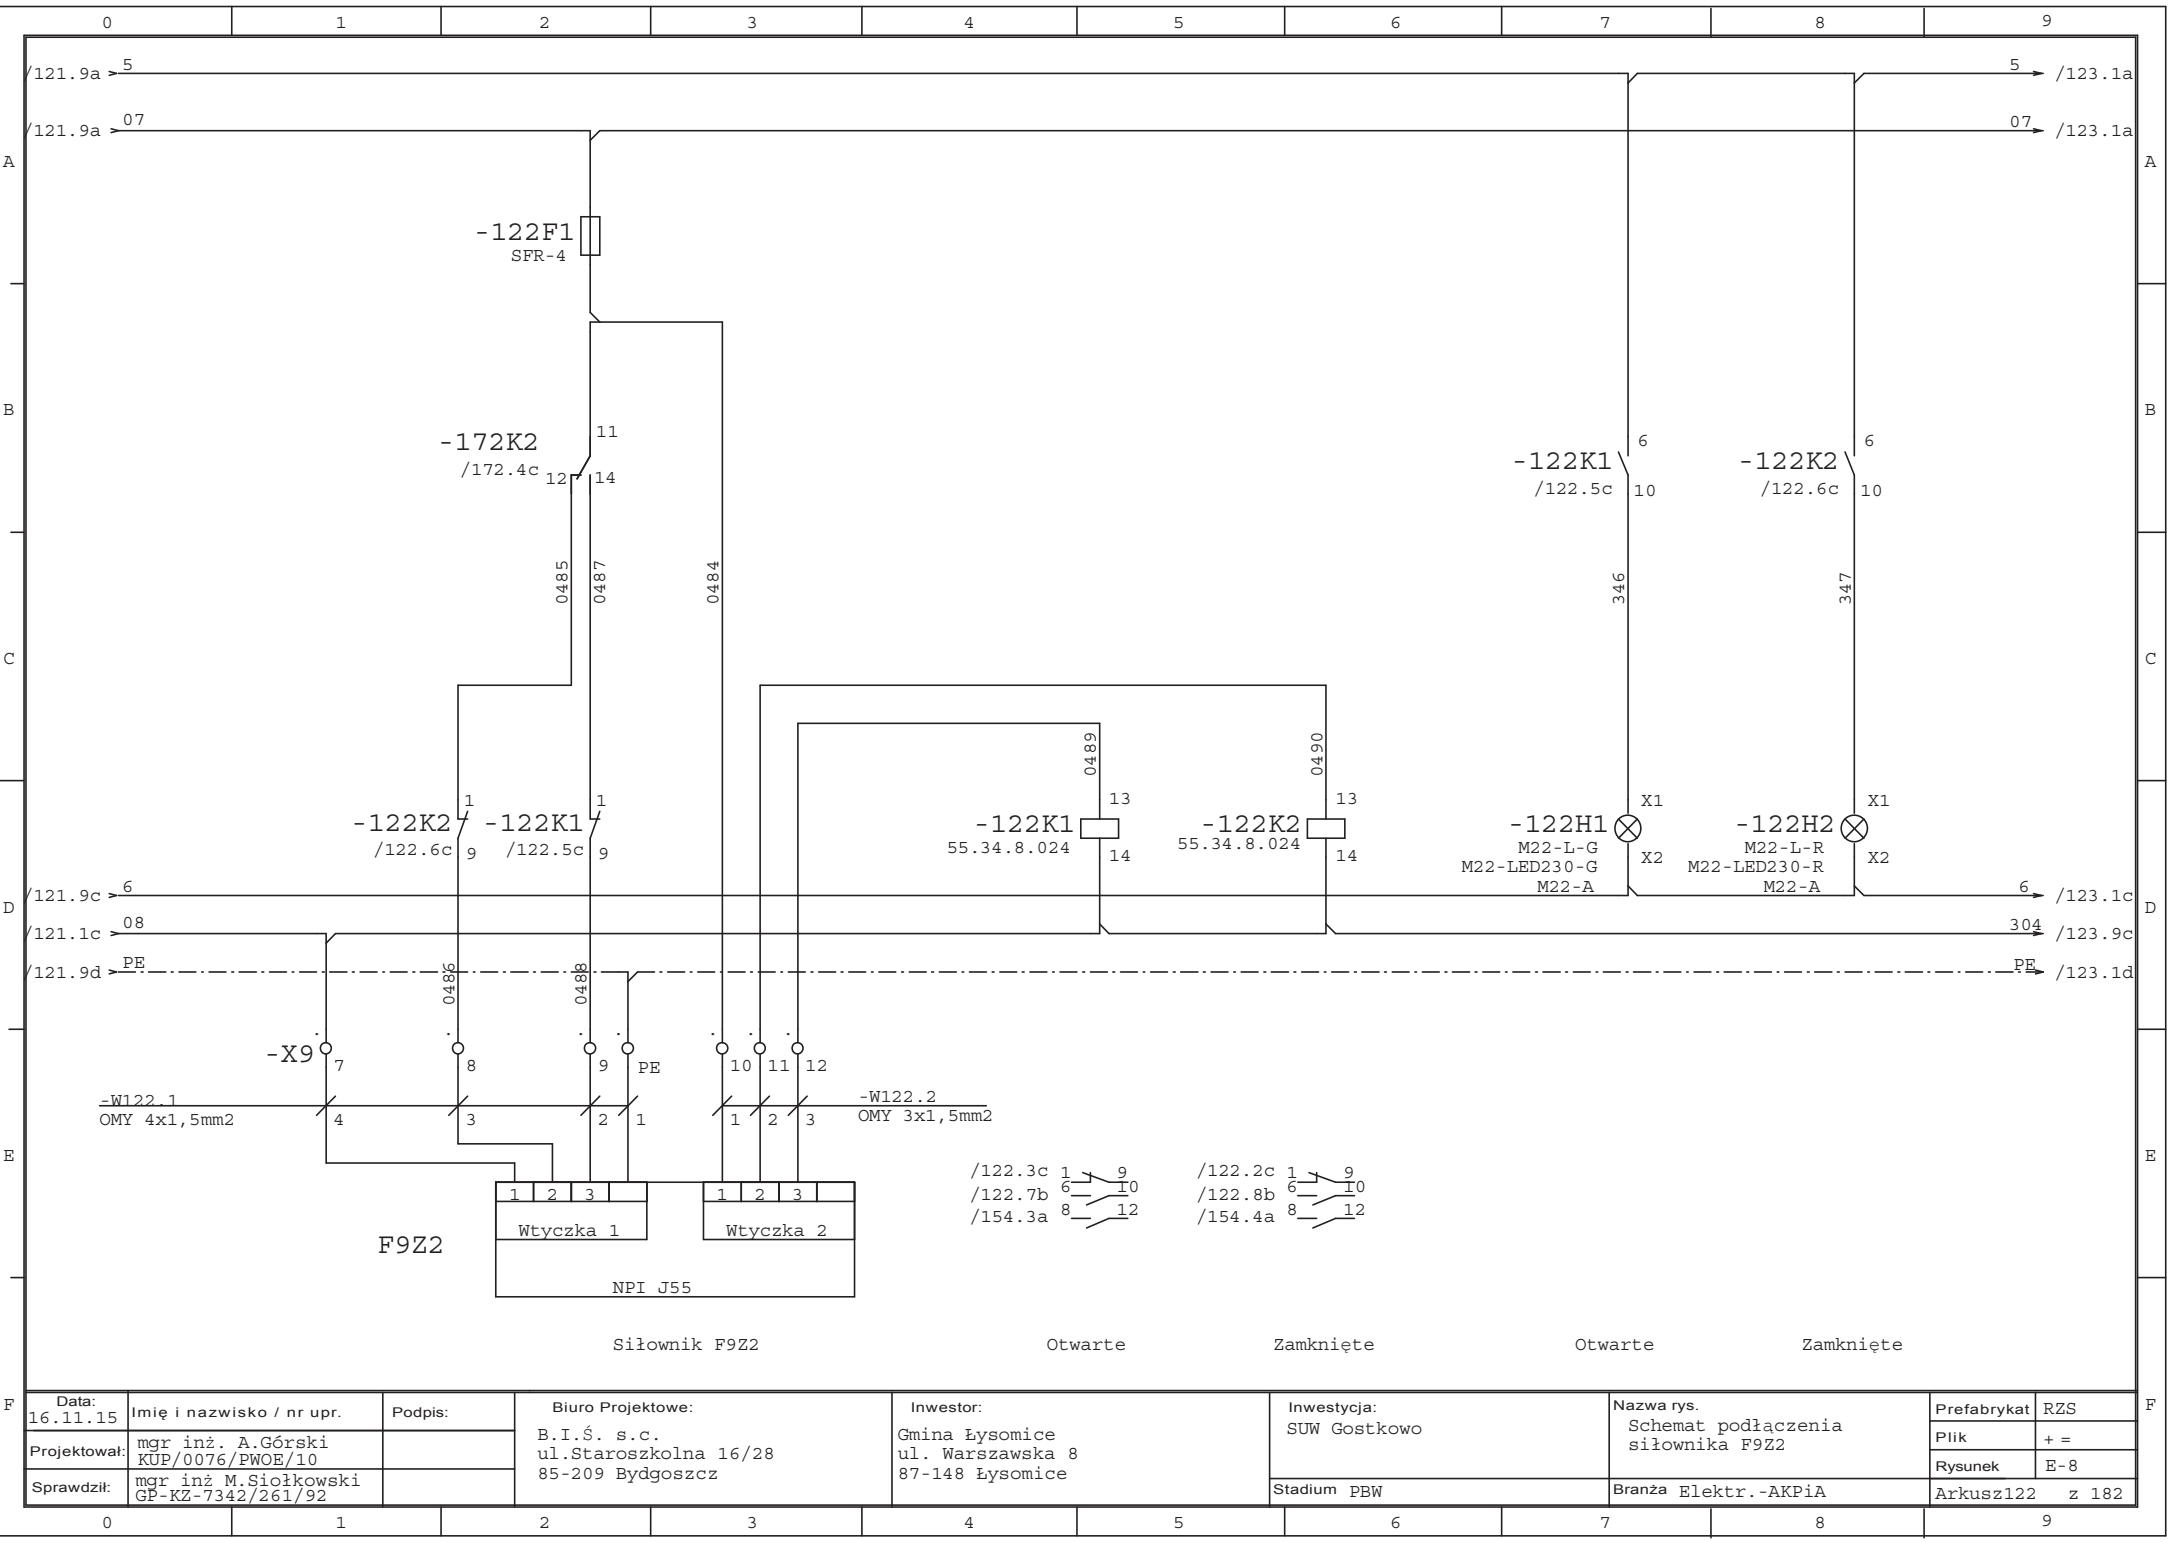 0 1 2 3 4 5 6 7 8 9
/121.9a 5 5 /123.1a
/121.9a 07 07 /123.1a
A A
-122F1
SFR-4
B B
-172K2 11
/172.4c 12 14
-122K1 6
/122.5c 10
-122K2 6
/122.6c 10
0485 0487 0484 346 347
C C
0489 0490
-122K2 1
/122.6c 9
-122K1 1
/122.5c 9
-122K1 13
55.34.8.024
14
-122K2 13
55.34.8.024
14
X1
-122H1
M22-L-G
M22-LED230-G X2
M22-A
X1
-122H2
M22-L-R
M22-LED230-R X2
M22-A
/121.9c 6 6 /123.1c
D D
/121.1c 08 304 /123.9c
/121.9d PE PE /123.1d
0486 0488
-X9 7 8 9 PE 10 11 12
-W122.1
OMY 4x1,5mm2 4 3 2 1
-W122.2
1 2 3 OMY 3x1,5mm2
E E
/122.3c 1 9
/122.7b 6 10
/154.3a 8 12
/122.2c 1 9
/122.8b 6 10
/154.4a 8 12
1 2 3 1 2 3
Wtyczka 1 Wtyczka 2
F9Z2
NPI J55
Siłownik F9Z2 Otwarte Zamknięte Otwarte Zamknięte
F F
Data:
16.11.15
Imię i nazwisko / nr upr. Podpis:
Projektował: mgr inż. A.Górski
KUP/0076/PWOE/10
Sprawdził: mgr inż M.Siołkowski
GP-KZ-7342/261/92
Biuro Projektowe:
B.I.Ś. s.c.
ul.Staroszkolna 16/28
85-209 Bydgoszcz
Inwestor:
Gmina Łysomice
ul. Warszawska 8
87-148 Łysomice
Inwestycja:
SUW Gostkowo
Stadium PBW
Nazwa rys.
Schemat podłączenia
siłownika F9Z2
Branża Elektr.-AKPiA
Prefabrykat RZS
Plik + =
Rysunek E-8
Arkusz122 z 182
0 1 2 3 4 5 6 7 8 9